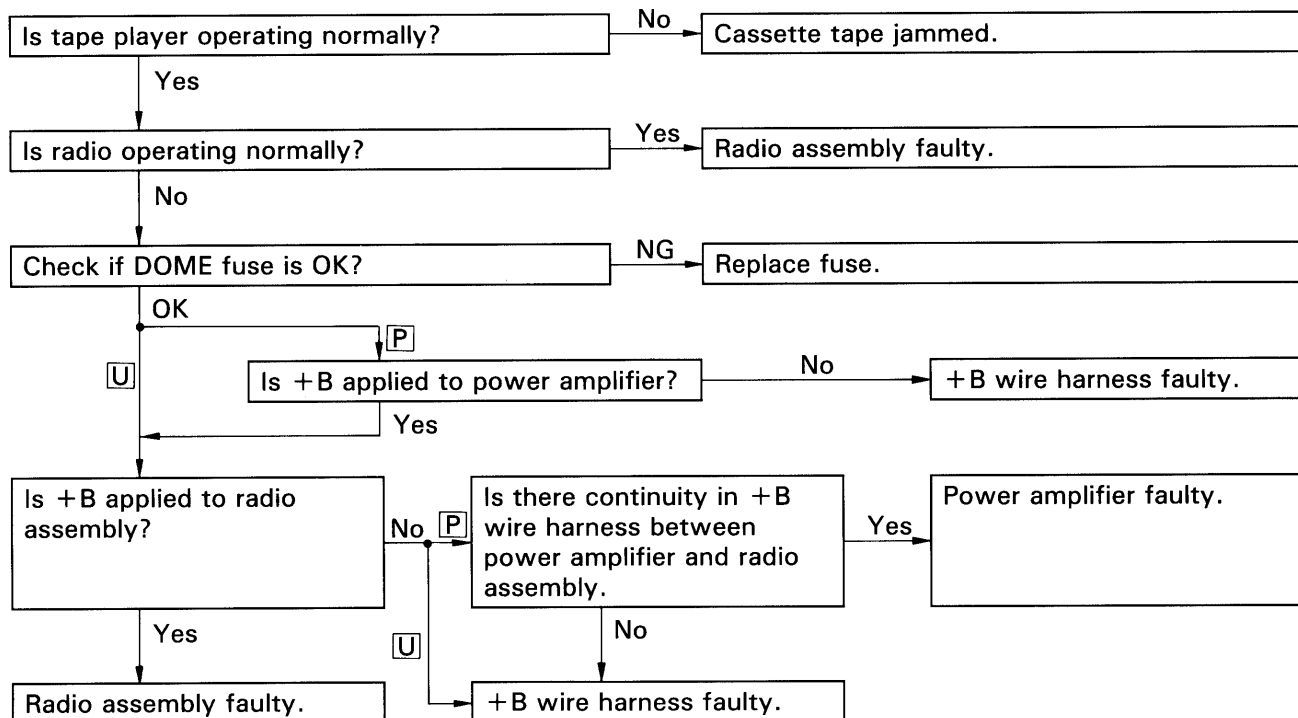 Is tape player operating normally?
No
Cassette tape jammed.
Yes
Is radio operating normally?
Yes
Radio assembly faulty.
No
Check if DOME fuse is OK?
NG
Replace fuse.
OK
P
U
Is +B applied to power amplifier?
No
+B wire harness faulty.
Yes
Is +B applied to radio
assembly?
No
P
Is there continuity in +B
wire harness between
power amplifier and radio
assembly.
Yes
Power amplifier faulty.
Yes
U
No
Radio assembly faulty.
+B wire harness faulty.